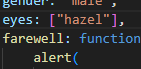 gender: "male",
eyes: ["hazel"],
farewell: function
alert(